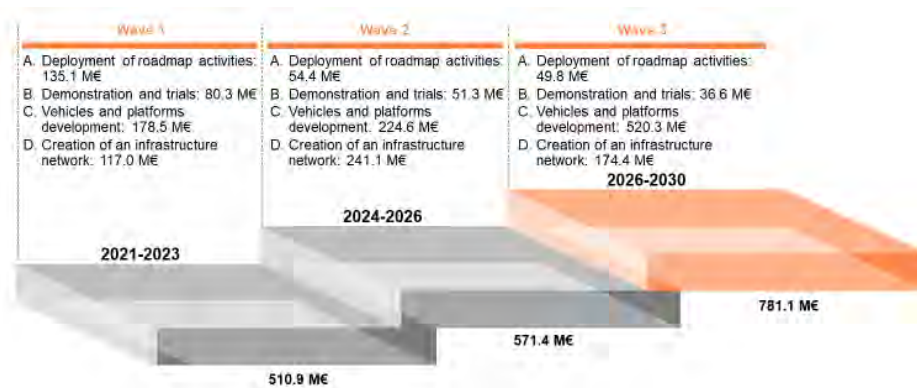 Wave 1
A. Deployment of roadmap activities:
135.1 M€
B. Demonstration and trials: 80.3 M€
C. Vehicles and platforms
development: 178.5 M€
D. Creation of an infrastructure
network: 117.0 M€
2021-2023
510.9 M€
Wave 2
A. Deployment of roadmap activities:
54.4 M€
B. Demonstration and trials: 51.3 M€
C. Vehicles and platforms
development. 224.6 M€
D. Creation of an infrastructure
network: 241.1 M€
2024-2026
571.4 M€
Wave 3
A. Deployment of roadmap activities:
49.8 M€
B. Demonstration and trials: 36.6 M€
C. Vehicles and platforms
development: 520.3 M€
D. Creation of an infrastructure
network: 174.4 M€
2026-2030
781.1 M€